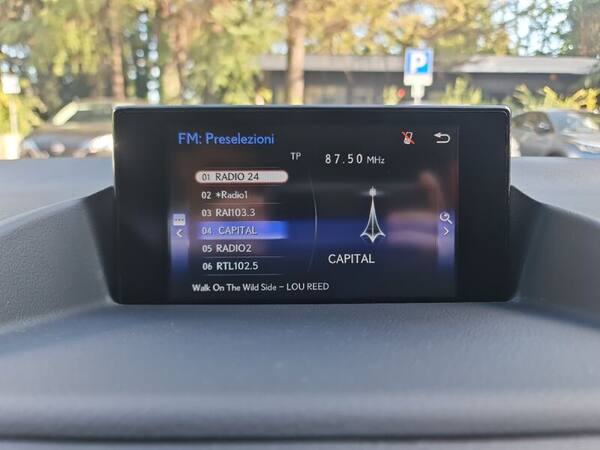 P
FM: Preselezioni
TP 87.50 MHz
01 RADIO 24
02 *Radio1
03 RAI103.3
04 CAPITAL
05 RADIO2
06 RTL102.5
CAPITAL
Walk On The Wild Side ~ LOU REED